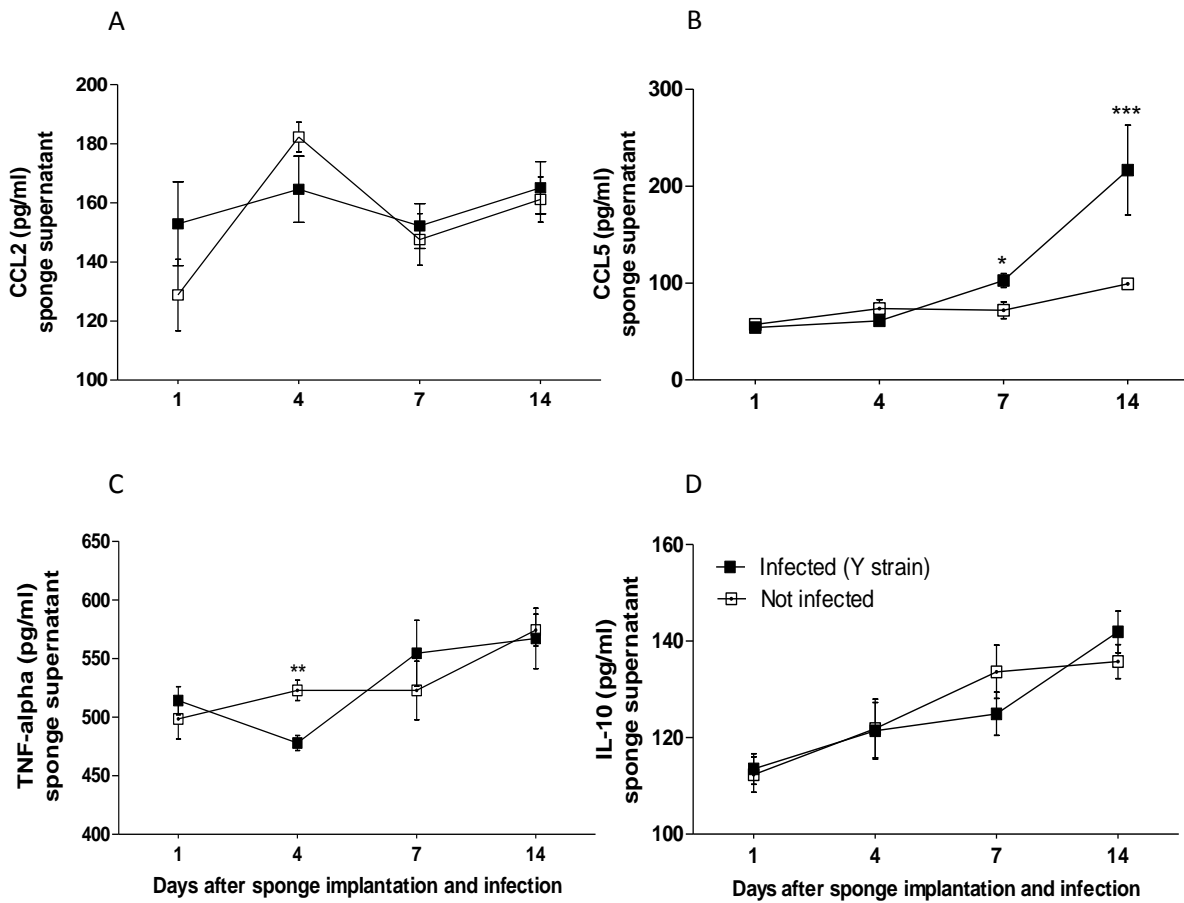 A
B
200
180
160
140
120
100
CCL2 (pg/ml)
sponge supernatant
1 4 7 14
300
200
100
0
CCL5 (pg/ml)
sponge supernatant
*
***
1 4 7 14
C
D
650
600
550
500
450
400
TNF-alpha (pg/ml)
sponge supernatant
**
1 4 7 14
Days after sponge implantation and infection
160
140
120
100
IL-10 (pg/ml)
sponge supernatant
Infected (Y strain)
Not infected
1 4 7 14
Days after sponge implantation and infection